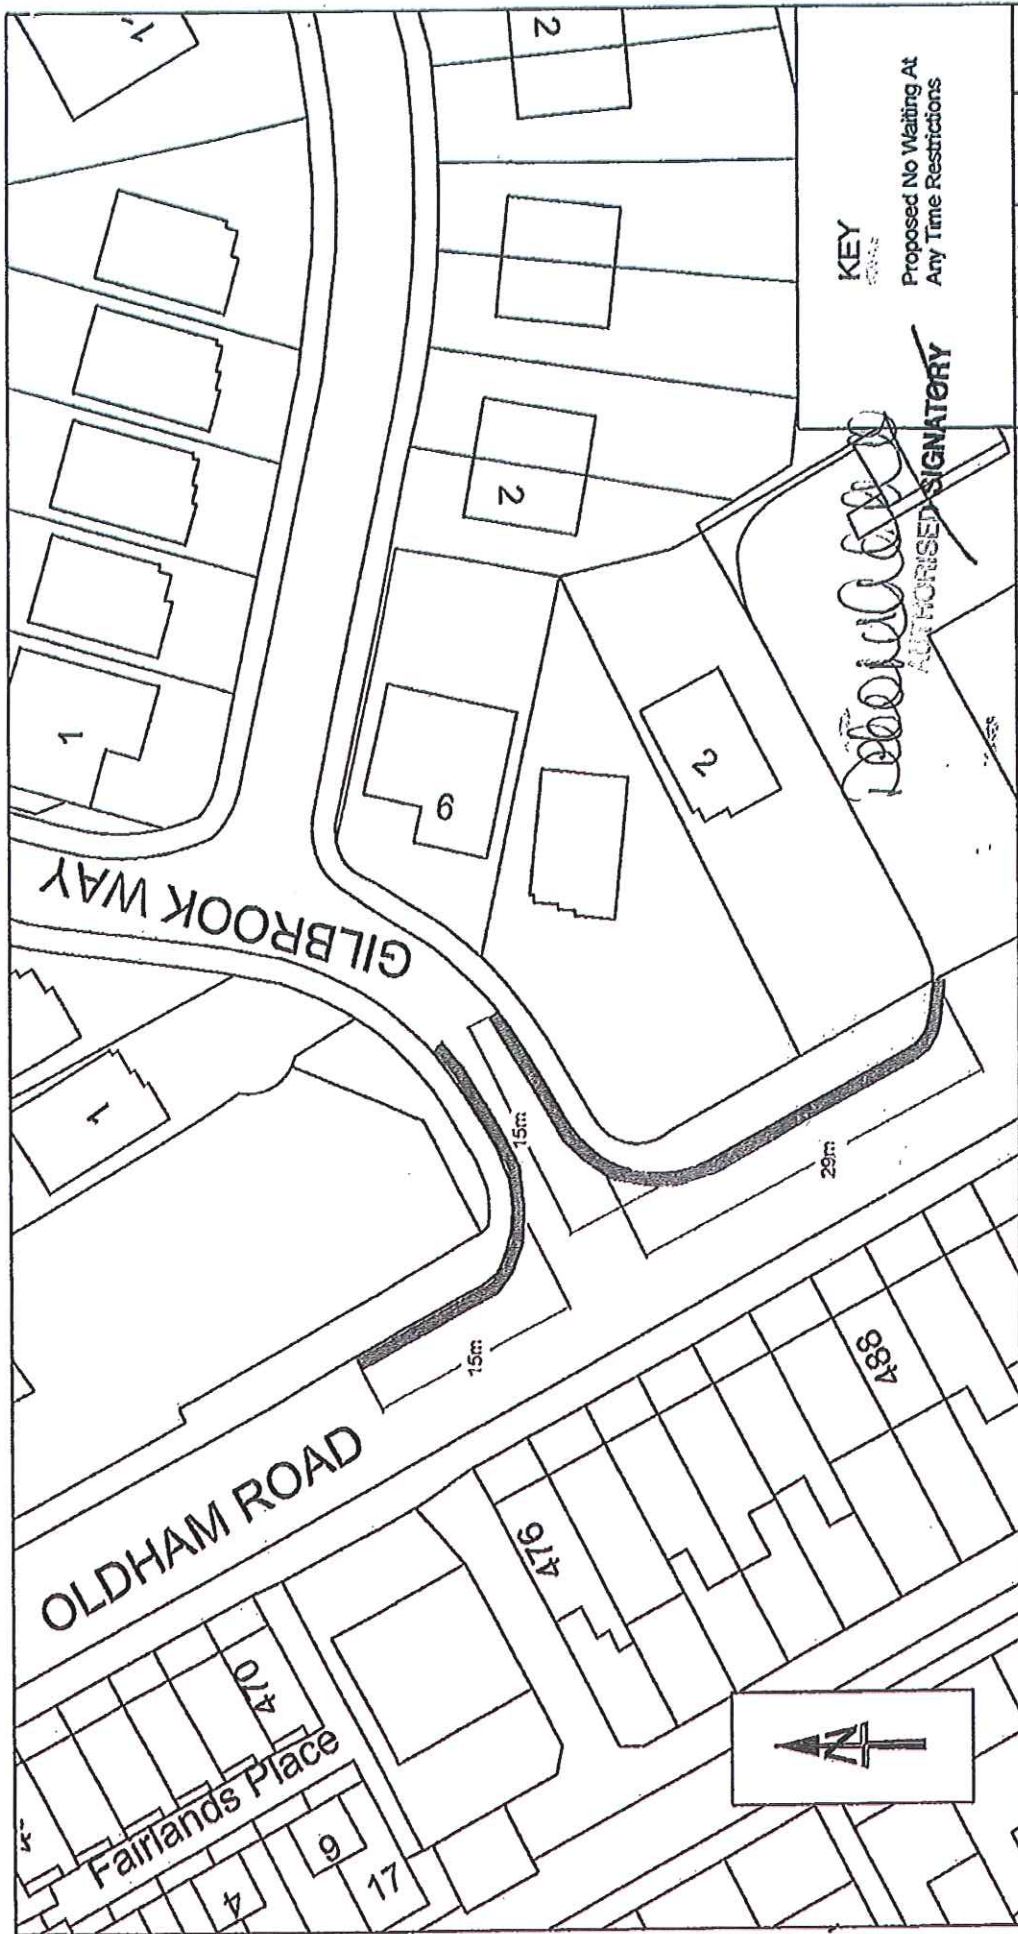 GILBROOK WAY
OLDHAM ROAD
Fairlands Place
1
2
2
9
2
1
15m
15m
29m
470
476
488
4
9
17
N
KEY
Proposed No Waiting At
Any Time Restrictions
AUTHORISED SIGNATORY